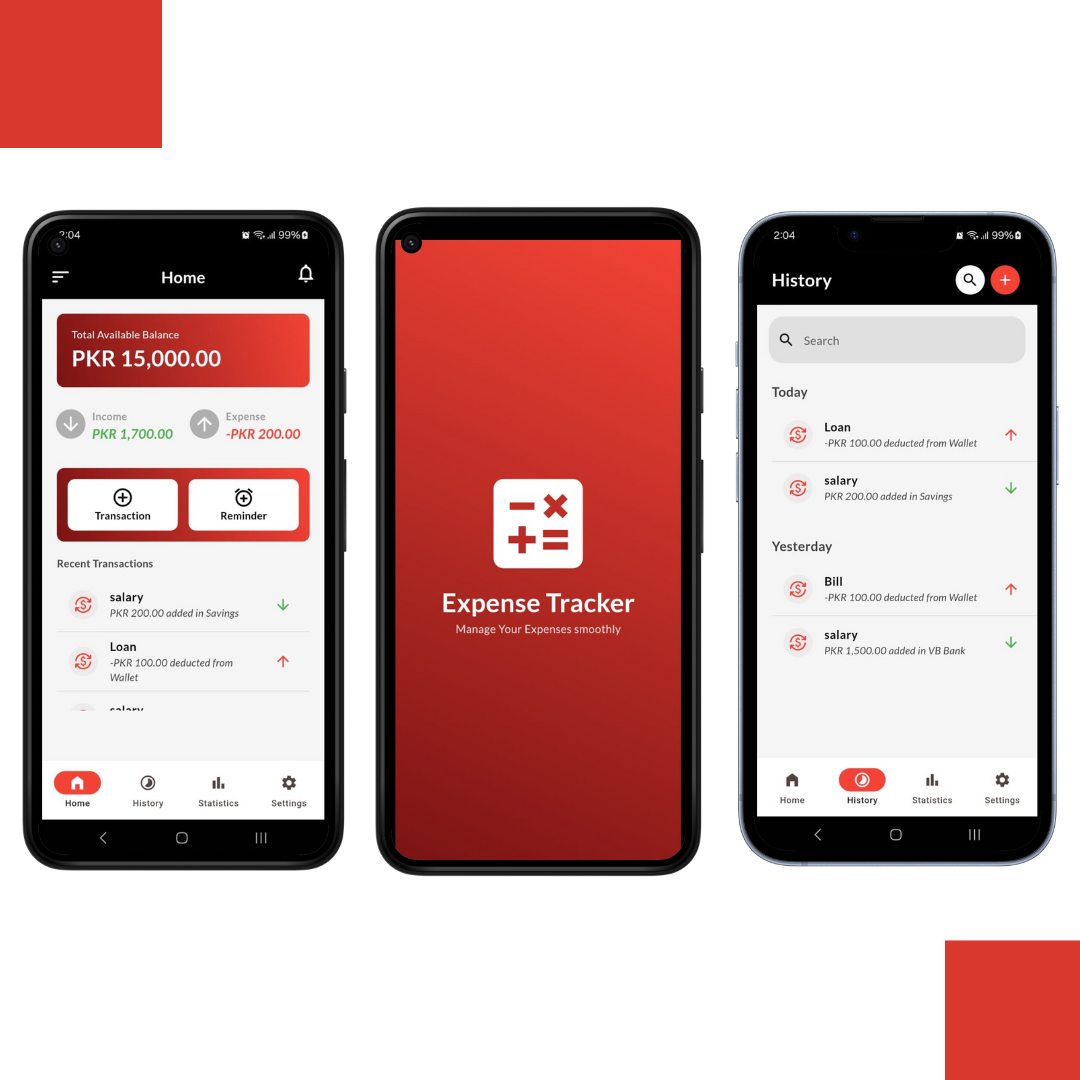 2:04
99%
Home
Total Available Balance
PKR 15,000.00
Income
PKR 1,700.00
Expense
-PKR 200.00
Transaction
Reminder
Recent Transactions
salary
PKR 200.00 added in Savings
Loan
-PKR 100.00 deducted from
Wallet
salary
Home
History
Statistics
Settings
Expense Tracker
Manage Your Expenses smoothly
2:04
99%
History
Search
Today
Loan
-PKR 100.00 deducted from Wallet
salary
PKR 200.00 added in Savings
Yesterday
Bill
-PKR 100.00 deducted from Wallet
salary
PKR 1,500.00 added in VB Bank
Home
History
Statistics
Settings